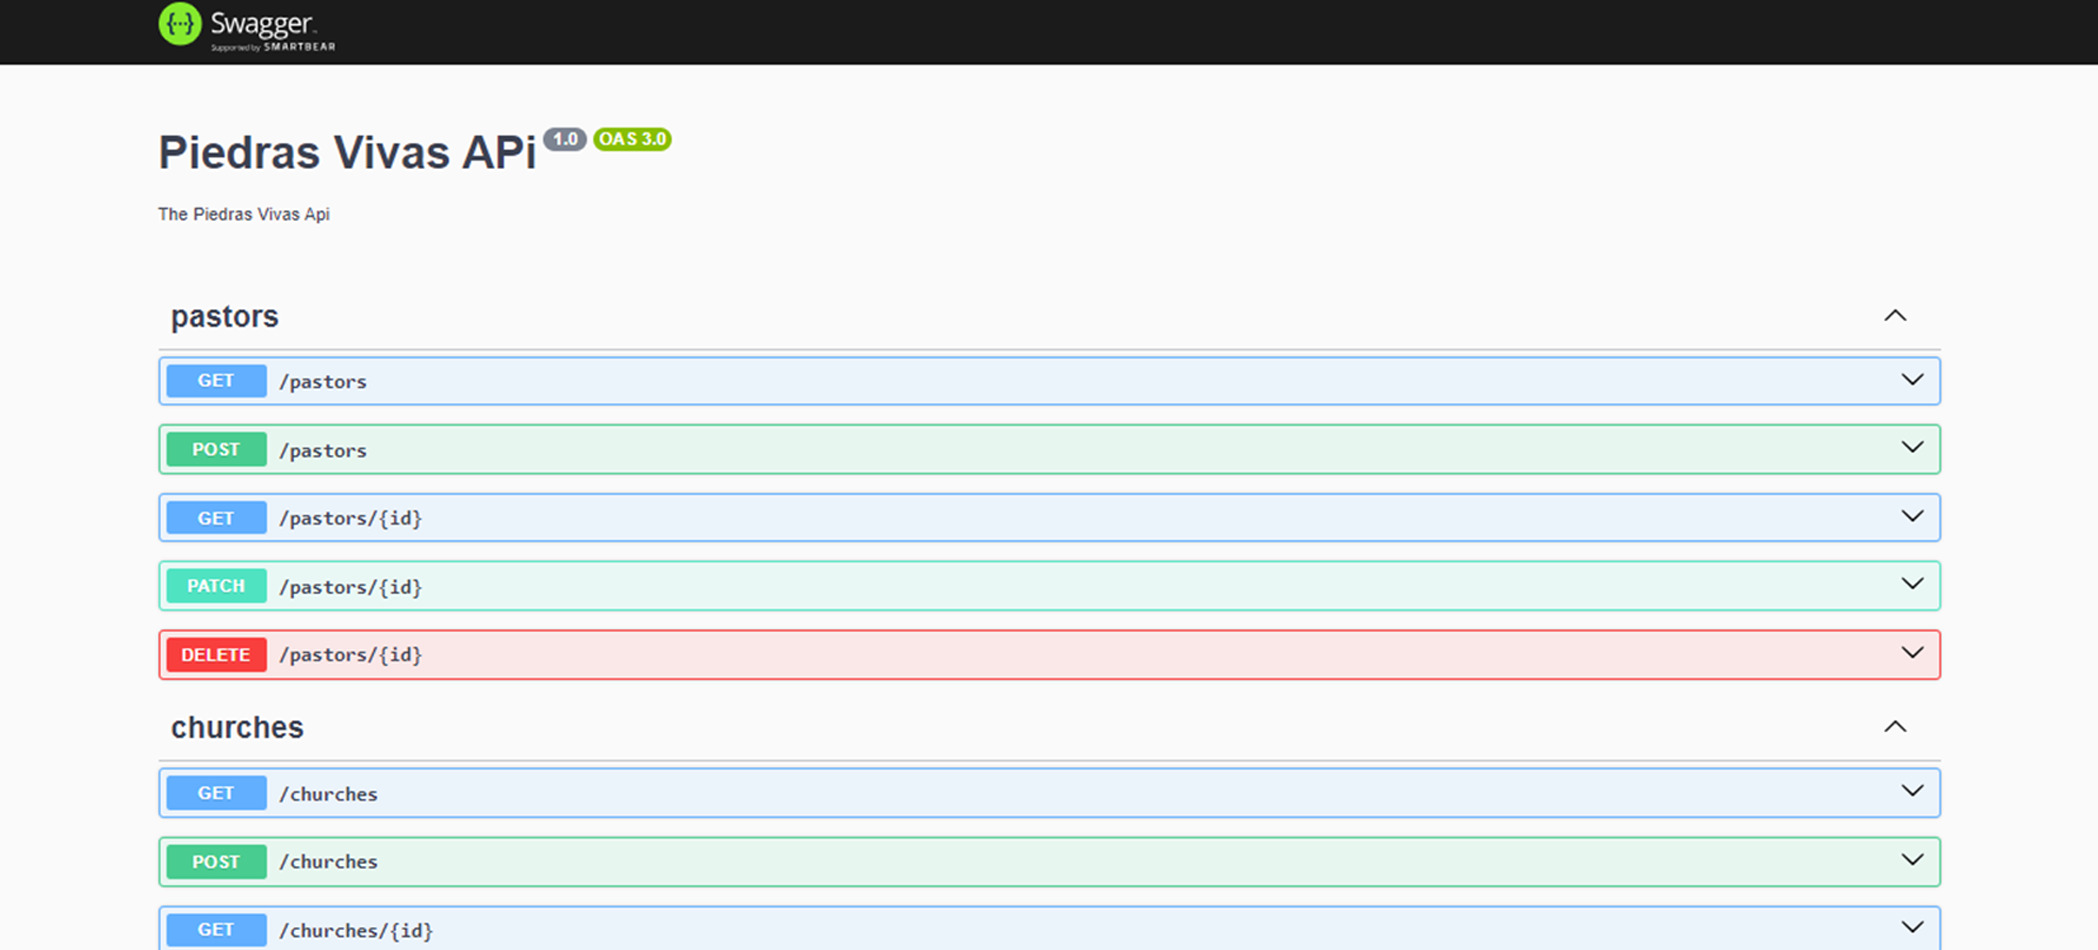 Swagger
Supported by SMARTBEAR
Piedras Vivas APi 1.0 OAS 3.0
The Piedras Vivas Api
pastors
GET /pastors
POST /pastors
GET /pastors/{id}
PATCH /pastors/{id}
DELETE /pastors/{id}
churches
GET /churches
POST /churches
GET /churches/{id}